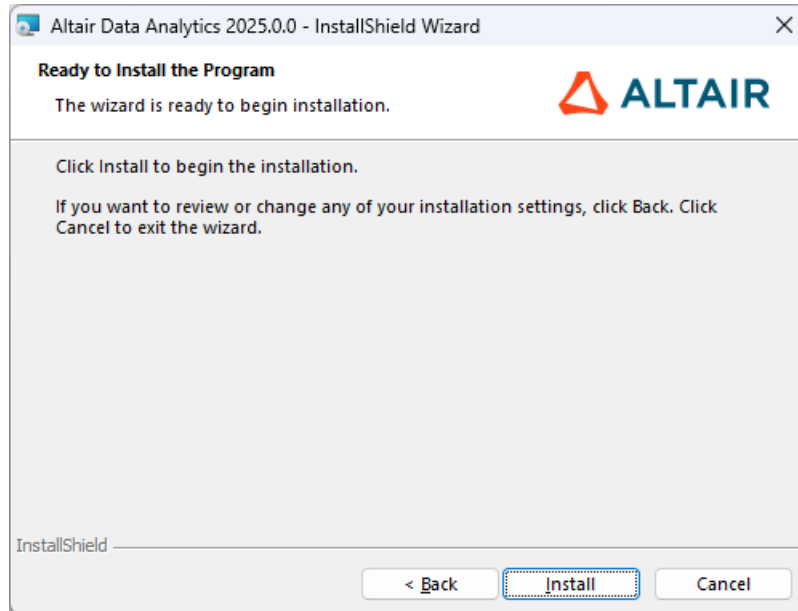 Altair Data Analytics 2025.0.0 - InstallShield Wizard
Ready to Install the Program
The wizard is ready to begin installation.
ALTAIR
Click Install to begin the installation.
If you want to review or change any of your installation settings, click Back. Click
Cancel to exit the wizard.
InstallShield
< Back
Install
Cancel